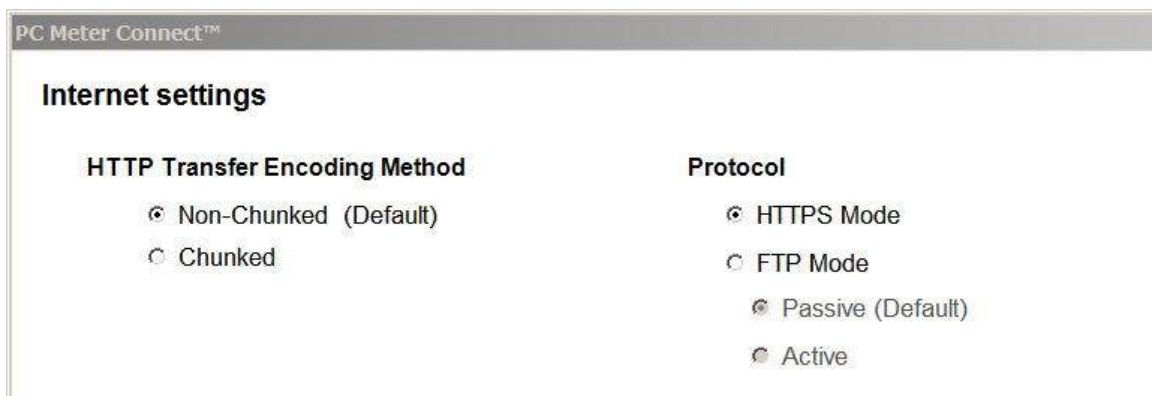 PC Meter Connect™
Internet settings
HTTP Transfer Encoding Method
Non-Chunked (Default)
Chunked
Protocol
HTTPS Mode
FTP Mode
Passive (Default)
Active